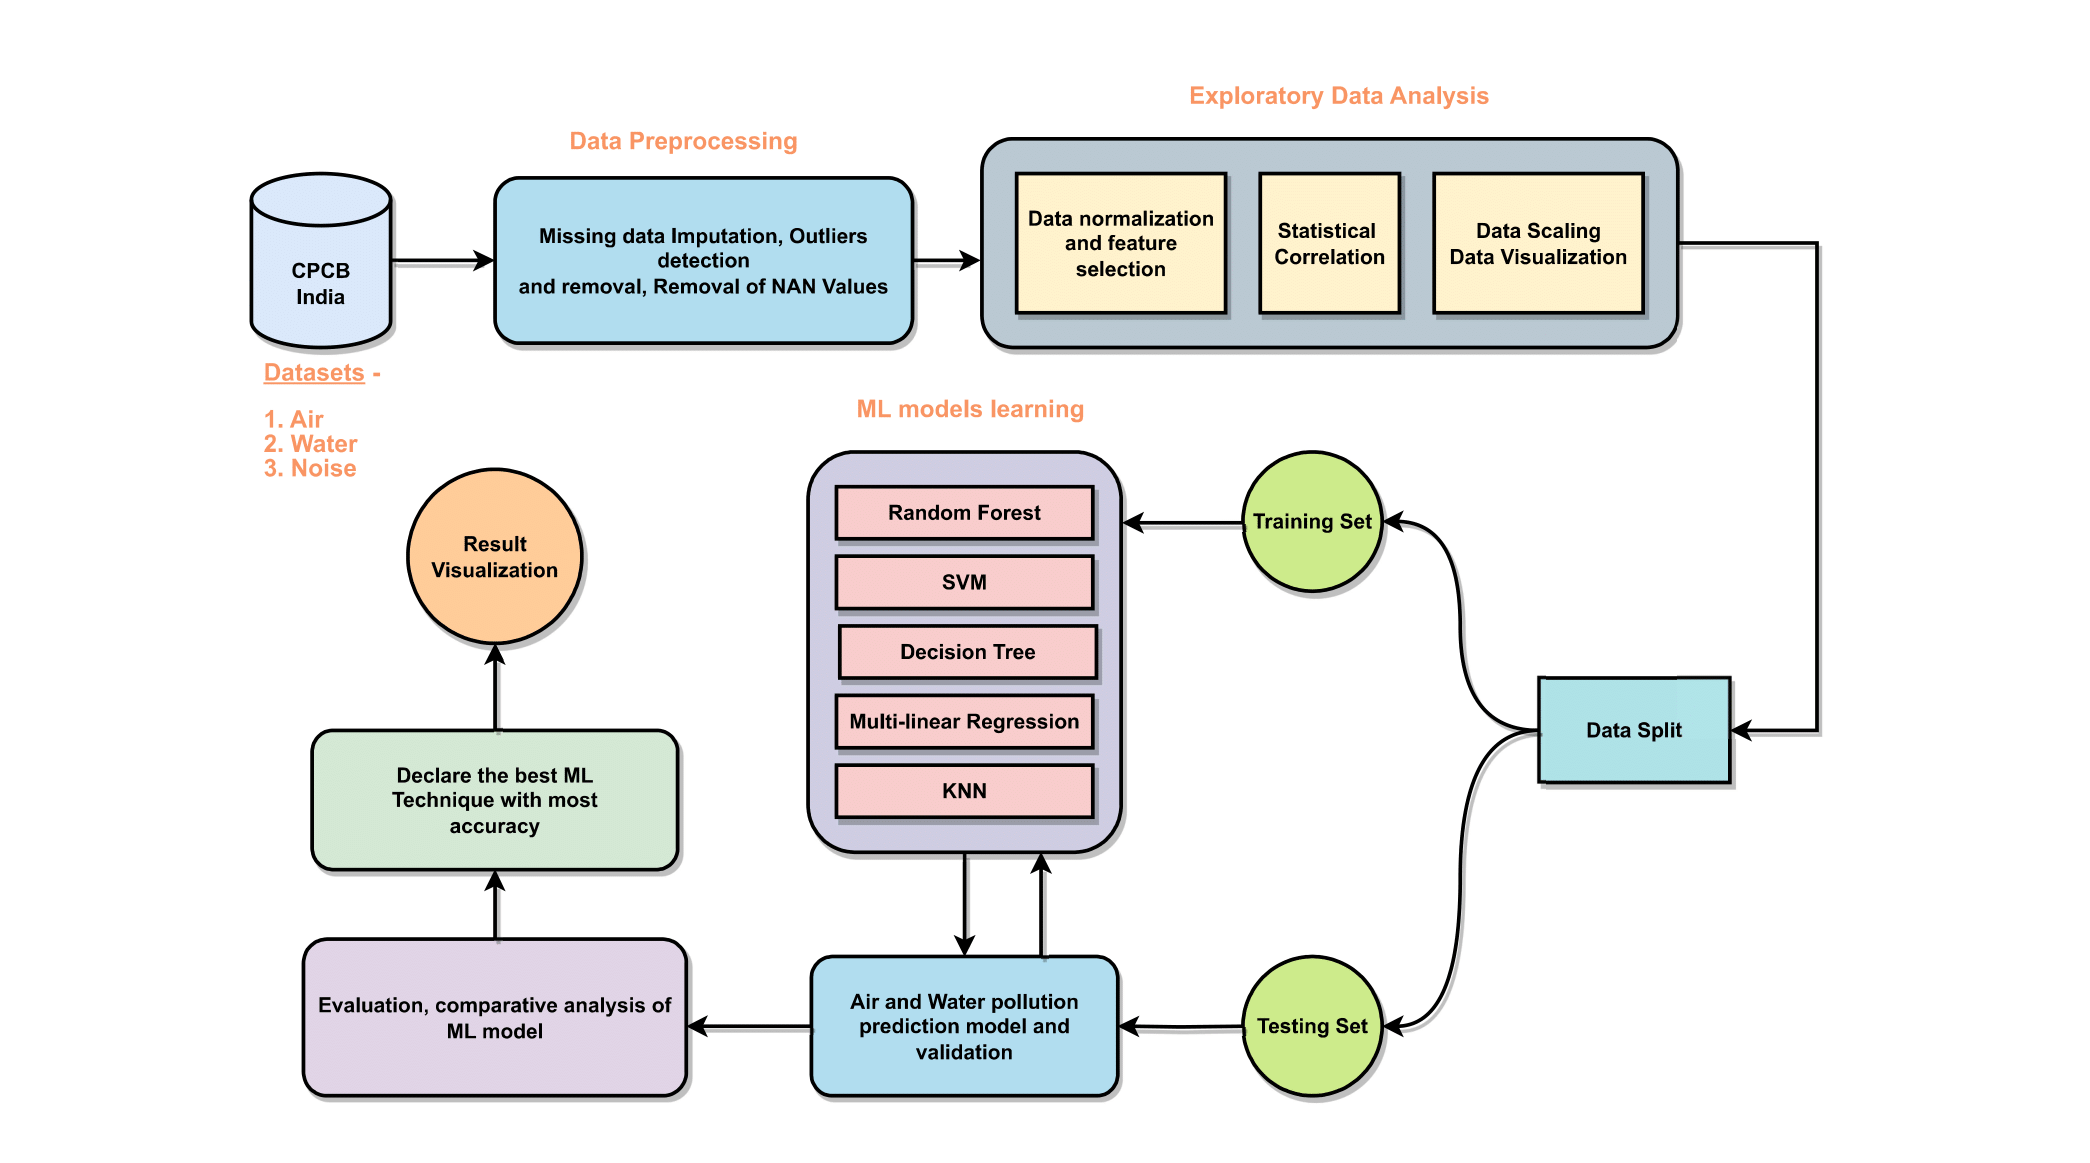 Exploratory Data Analysis
Data Preprocessing
CPCB
India
Missing data Imputation, Outliers
detection
and removal, Removal of NAN Values
Data normalization
and feature
selection
Statistical
Correlation
Data Scaling
Data Visualization
Datasets -
1. Air
2. Water
3. Noise
ML models learning
Random Forest
SVM
Decision Tree
Multi-linear Regression
KNN
Training Set
Data Split
Testing Set
Air and Water pollution
prediction model and
validation
Evaluation, comparative analysis of
ML model
Declare the best ML
Technique with most
accuracy
Result
Visualization